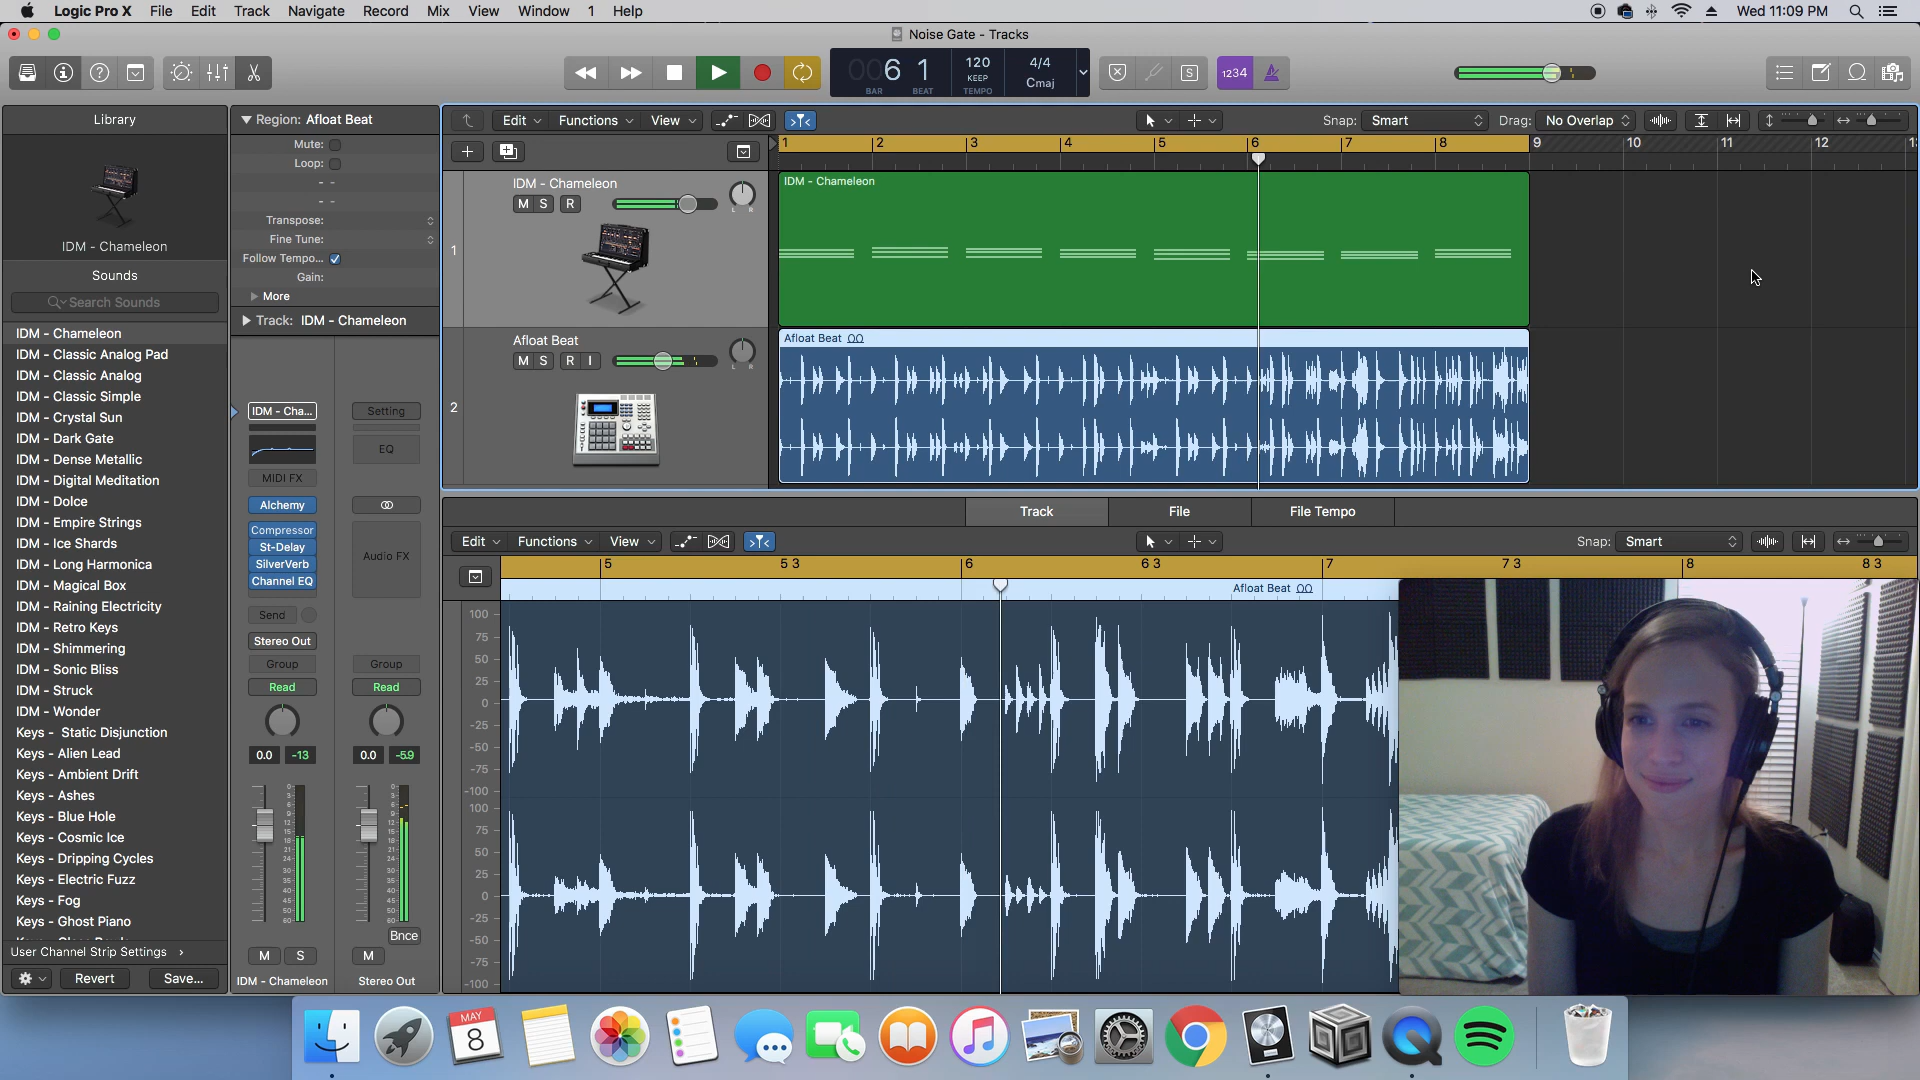 Logic Pro X File Edit Track Navigate Record Mix View Window 1 Help
Wed 11:09 PM
Noise Gate - Tracks
1234
006 1
BAR BEAT
120
KEEP
TEMPO
4/4
Cmaj
S
Library
IDM - Chameleon
Sounds
Search Sounds
IDM - Chameleon
IDM - Classic Analog Pad
IDM - Classic Analog
IDM - Classic Simple
IDM - Crystal Sun
IDM - Dark Gate
IDM - Dense Metallic
IDM - Digital Meditation
IDM - Dolce
IDM - Empire Strings
IDM - Ice Shards
IDM - Long Harmonica
IDM - Magical Box
IDM - Raining Electricity
IDM - Retro Keys
IDM - Shimmering
IDM - Sonic Bliss
IDM - Struck
IDM - Wonder
Keys -  Static Disjunction
Keys - Alien Lead
Keys - Ambient Drift
Keys - Ashes
Keys - Blue Hole
Keys - Cosmic Ice
Keys - Dripping Cycles
Keys - Electric Fuzz
Keys - Fog
Keys - Ghost Piano
User Channel Strip Settings
Revert Save...
Region: Afloat Beat
Mute:
Loop:
- -
- -
Transpose:
Fine Tune:
Follow Tempo...
Gain:
More
Track: IDM - Chameleon
IDM - Cha... Setting
EQ
MIDI FX
Alchemy
Compressor
St-Delay
SilverVerb
Channel EQ
Audio FX
Send
Stereo Out
Group Group
Read Read
0.0 -13 0.0 -5.9
Bnce
M S M
IDM - Chameleon Stereo Out
Edit Functions View
Snap: Smart Drag: No Overlap
1 2 3 4 5 6 7 8 9 10 11 12
1
IDM - Chameleon
M S R
L R
IDM - Chameleon
2
Afloat Beat
M S R I
L R
Afloat Beat
Track File File Tempo
Edit Functions View
Snap: Smart
5 5 3 6 6 3 7 7 3 8 8 3
Afloat Beat
100
75
50
25
0
-25
-50
-75
-100
100
75
50
25
0
-25
-50
-75
-100
MAY
8